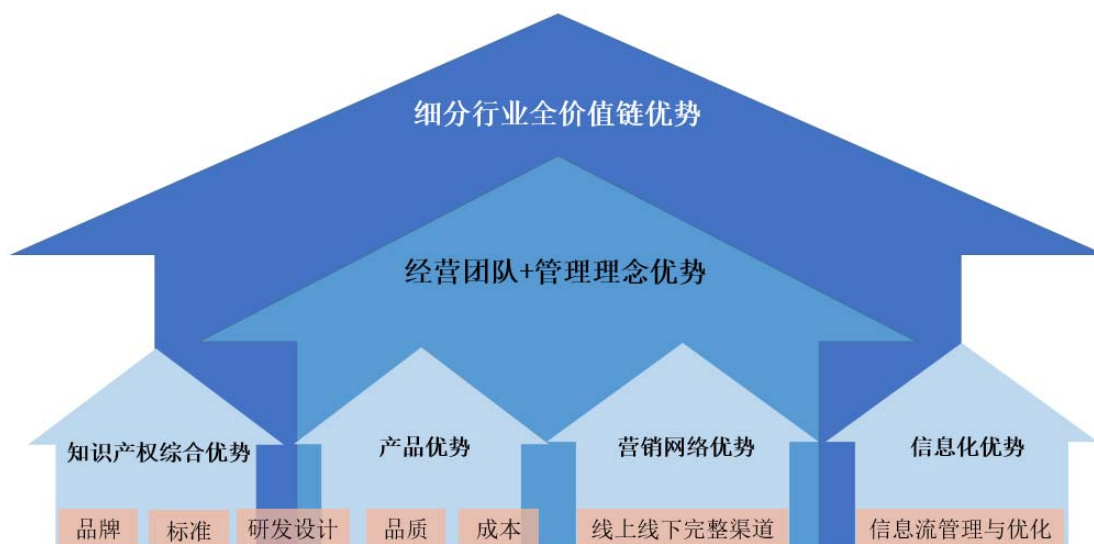 细分行业全价值链优势
经营团队+管理理念优势
知识产权综合优势
产品优势
营销网络优势
信息化优势
品牌
标准
研发设计
品质
成本
线上线下完整渠道
信息流管理与优化